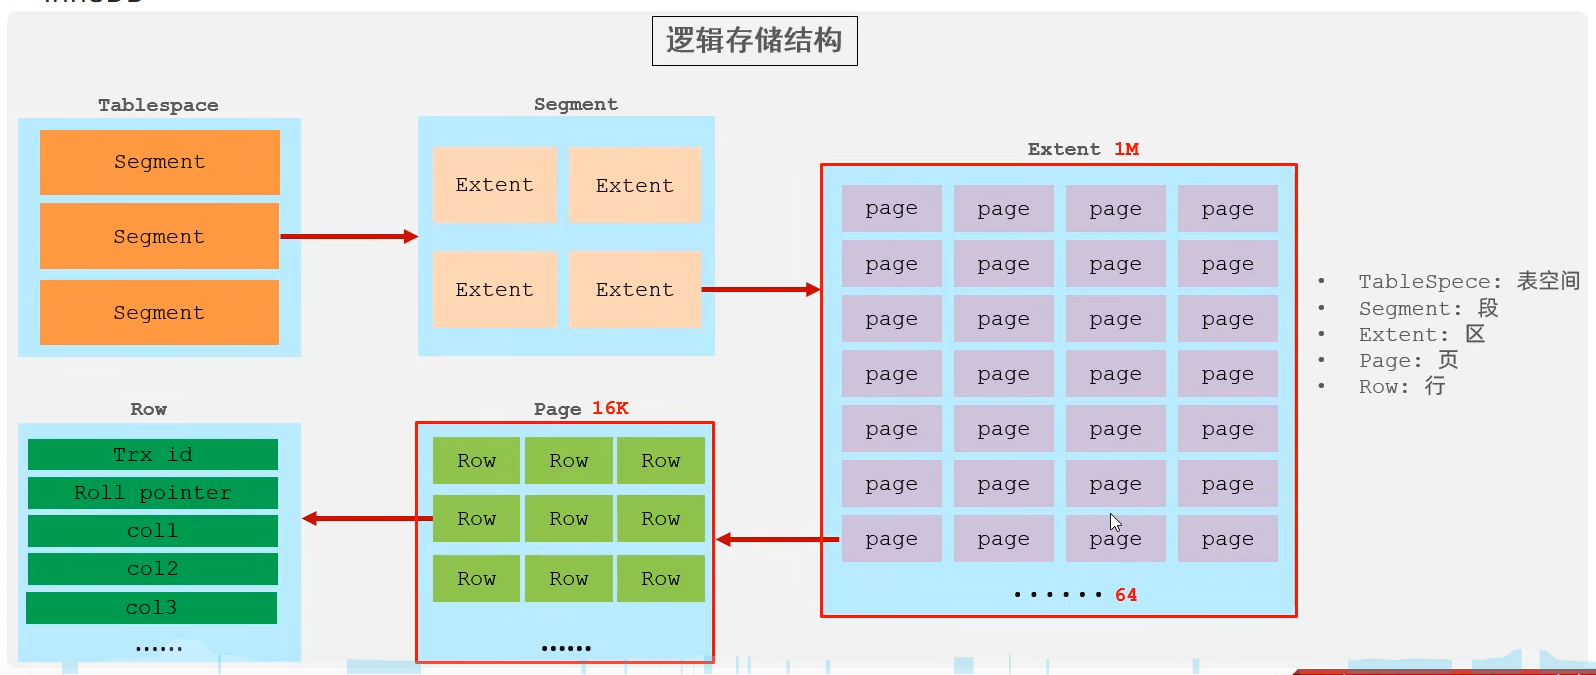 InnoDB
逻辑存储结构
Tablespace
Segment
Segment
Segment
Segment
Extent Extent
Extent Extent
Extent 1M
page page page page
page page page page
page page page page
page page page page
page page page page
page page page page
page page page page
······ 64
• TableSpece: 表空间
• Segment: 段
• Extent: 区
• Page: 页
• Row: 行
Row
Trx id
Roll pointer
col1
col2
col3
······
Page 16K
Row Row Row
Row Row Row
Row Row Row
······